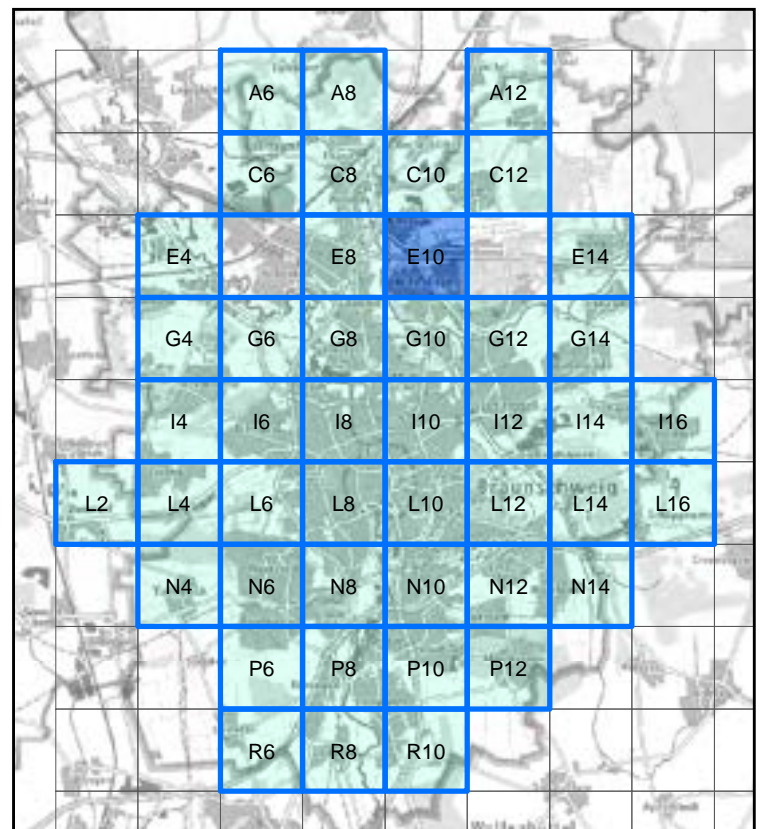 A6 A8 A12
C6 C8 C10 C12
E4 E8 E10 E14
G4 G6 G8 G10 G12 G14
I4 I6 I8 I10 I12 I14 I16
Braunschweig
L2 L4 L6 L8 L10 L12 L14 L16
N4 N6 N8 N10 N12 N14
P6 P8 P10 P12
R6 R8 R10